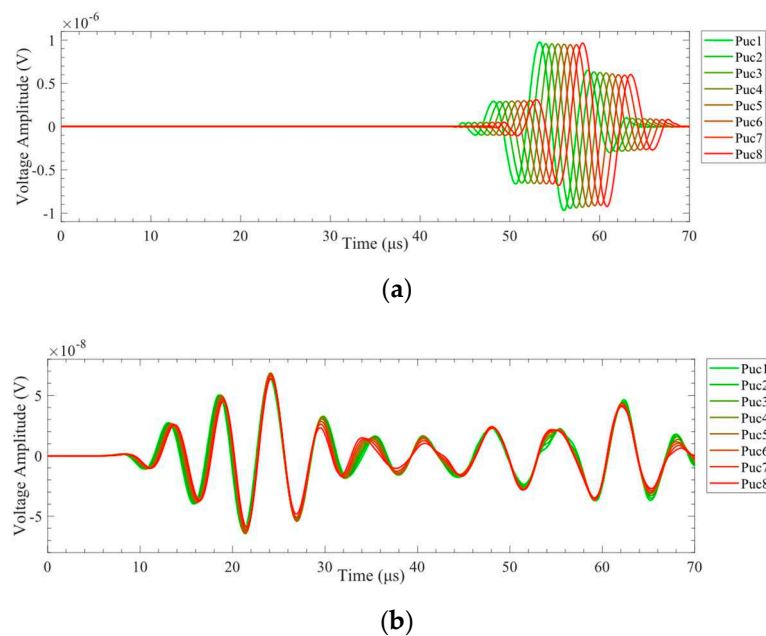 ×10⁻⁶
Voltage Amplitude (V)
1
0.5
0
-0.5
-1
0 10 20 30 40 50 60 70
Time (μs)
Puc1
Puc2
Puc3
Puc4
Puc5
Puc6
Puc7
Puc8
(a)
×10⁻⁸
Voltage Amplitude (V)
5
0
-5
0 10 20 30 40 50 60 70
Time (μs)
Puc1
Puc2
Puc3
Puc4
Puc5
Puc6
Puc7
Puc8
(b)